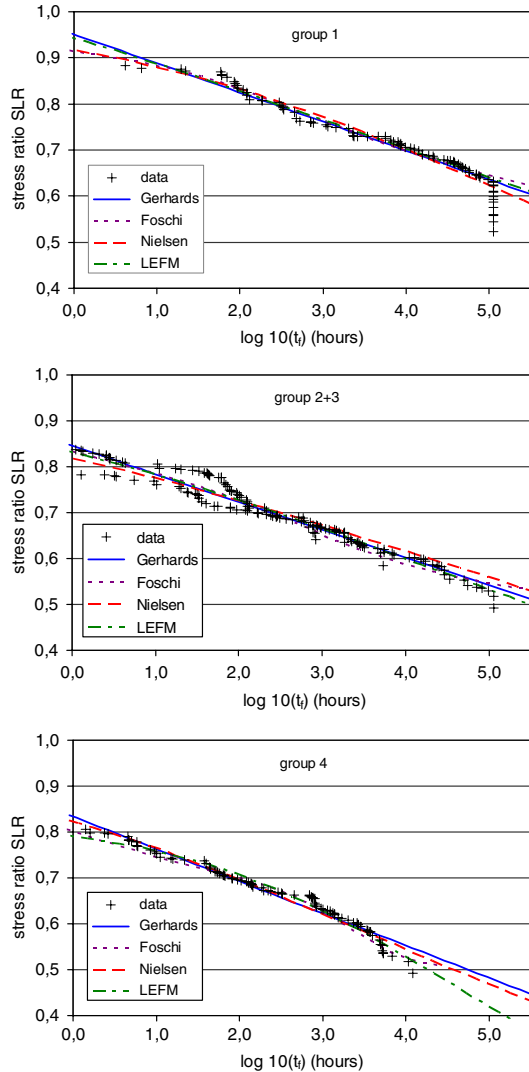 group 1
stress ratio SLR
1,0
0,9
0,8
0,7
0,6
0,5
0,4
data
Gerhards
Foschi
Nielsen
LEFM
0,0 1,0 2,0 3,0 4,0 5,0
log 10(tf) (hours)
group 2+3
stress ratio SLR
1,0
0,9
0,8
0,7
0,6
0,5
0,4
data
Gerhards
Foschi
Nielsen
LEFM
0,0 1,0 2,0 3,0 4,0 5,0
log 10(tf) (hours)
group 4
stress ratio SLR
1,0
0,9
0,8
0,7
0,6
0,5
0,4
data
Gerhards
Foschi
Nielsen
LEFM
0,0 1,0 2,0 3,0 4,0 5,0
log 10(tf) (hours)